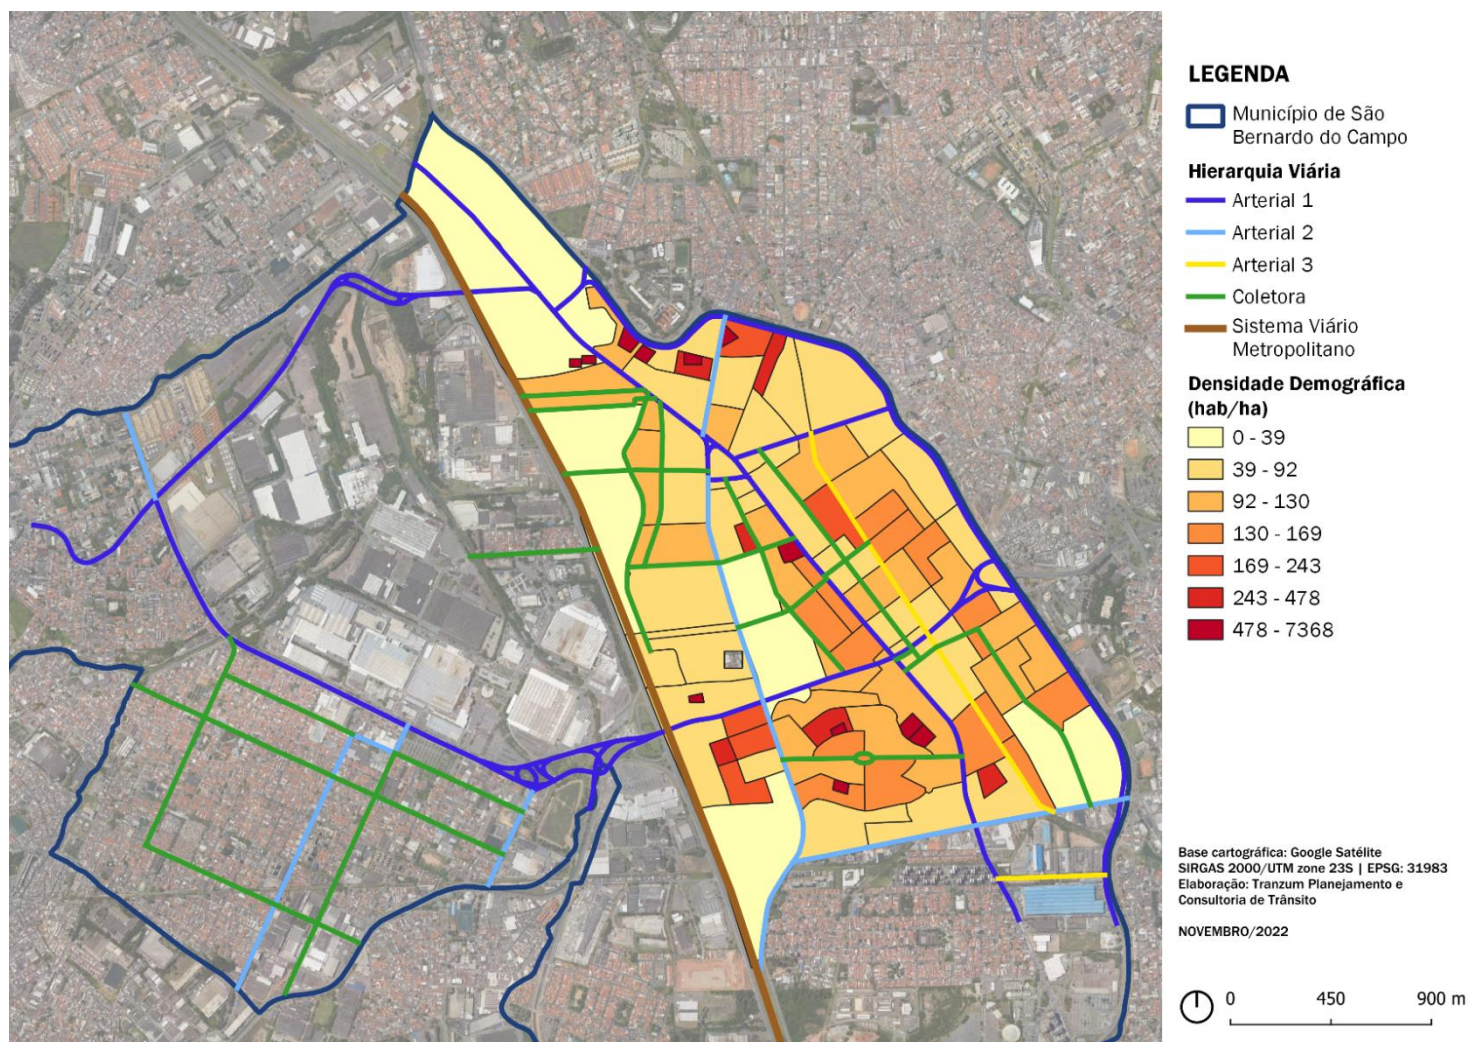 LEGENDA
Município de São
Bernardo do Campo
Hierarquia Viária
Arterial 1
Arterial 2
Arterial 3
Coletora
Sistema Viário
Metropolitano
Densidade Demográfica
(hab/ha)
0 - 39
39 - 92
92 - 130
130 - 169
169 - 243
243 - 478
478 - 7368
Base cartográfica: Google Satélite
SIRGAS 2000/UTM zone 23S | EPSG: 31983
Elaboração: Tranzum Planejamento e
Consultoria de Trânsito
NOVEMBRO/2022
0 450 900 m